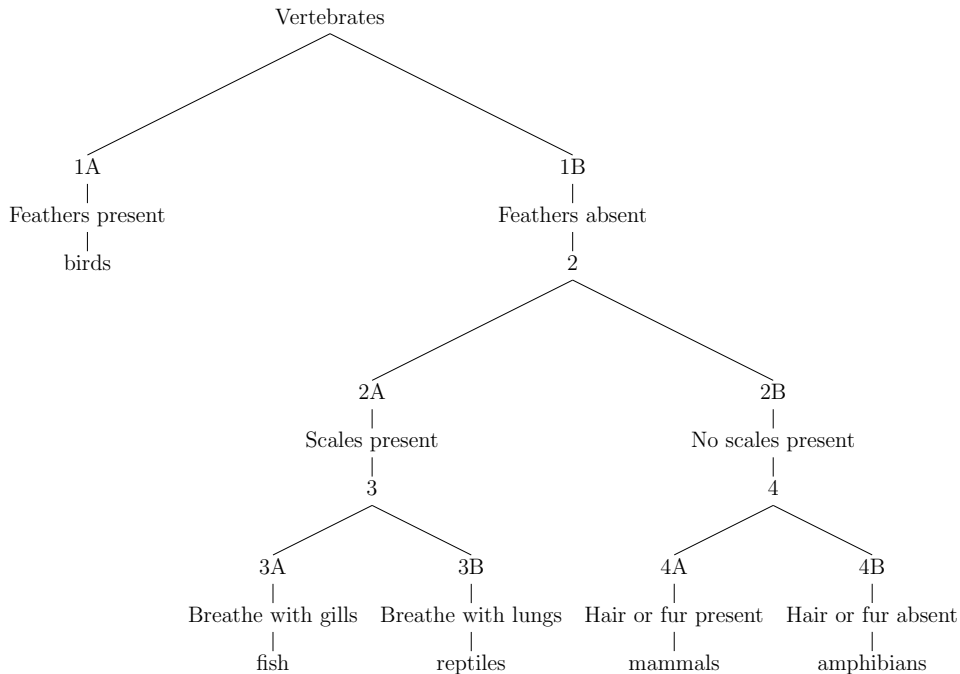 Vertebrates
1A
1B
Feathers present
Feathers absent
birds
2
2A
2B
Scales present
No scales present
3
4
3A
3B
4A
4B
Breathe with gills
Breathe with lungs
Hair or fur present
Hair or fur absent
fish
reptiles
mammals
amphibians